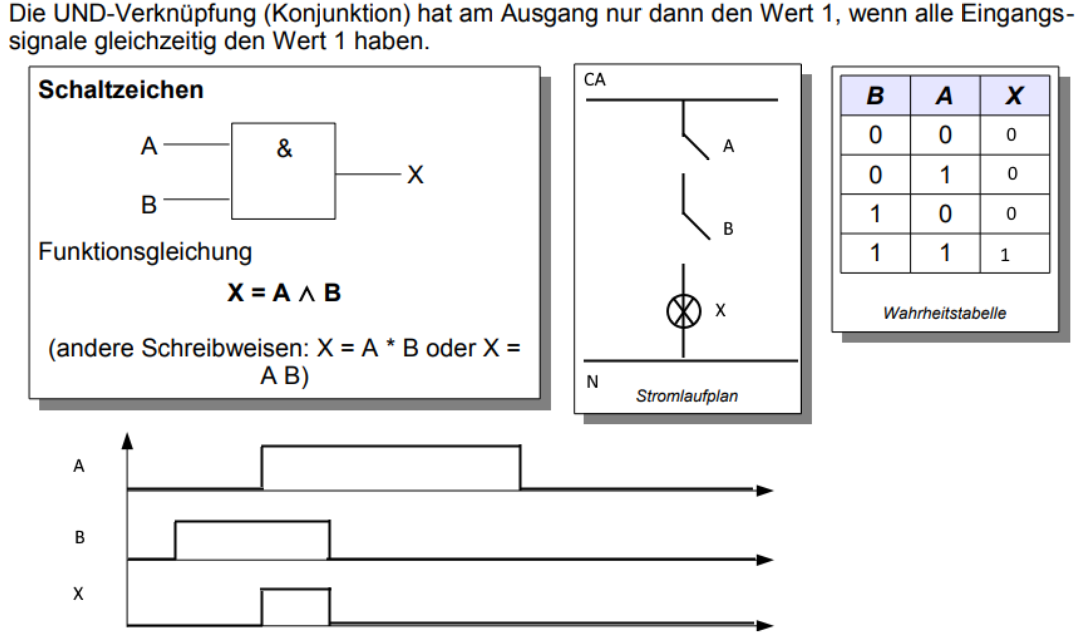 Die UND-Verknüpfung (Konjunktion) hat am Ausgang nur dann den Wert 1, wenn alle Eingangs-
signale gleichzeitig den Wert 1 haben.
Schaltzeichen
A
&
X
B
Funktionsgleichung
X = A ∧ B
(andere Schreibweisen: X = A * B oder X =
A B)
CA
A
B
X
N
Stromlaufplan
B A X
0 0 0
0 1 0
1 0 0
1 1 1
Wahrheitstabelle
A
B
X